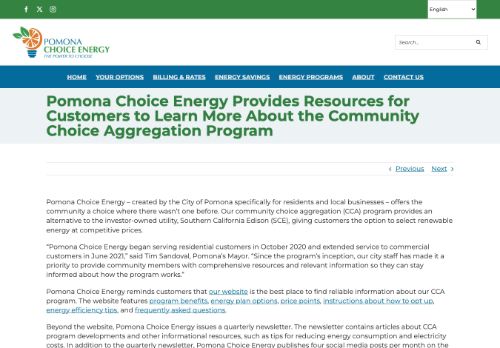 English
POMONA
CHOICE ENERGY
THE POWER TO CHOOSE
Search...
HOME YOUR OPTIONS BILLING & RATES ENERGY SAVINGS ENERGY PROGRAMS ABOUT CONTACT US
Pomona Choice Energy Provides Resources for
Customers to Learn More About the Community
Choice Aggregation Program
Previous Next
Pomona Choice Energy – created by the City of Pomona specifically for residents and local businesses – offers the
community a choice where there wasn't one before. Our community choice aggregation (CCA) program provides an
alternative to the investor-owned utility, Southern California Edison (SCE), giving customers the option to select renewable
energy at competitive prices.
"Pomona Choice Energy began serving residential customers in October 2020 and extended service to commercial
customers in June 2021," said Tim Sandoval, Pomona's Mayor. "Since the program's inception, our city staff has made it a
priority to provide community members with comprehensive resources and relevant information so they can stay
informed about how the program works."
Pomona Choice Energy reminds customers that our website is the best place to find reliable information about our CCA
program. The website features program benefits, energy plan options, price points, instructions about how to opt up,
energy efficiency tips, and frequently asked questions.
Beyond the website, Pomona Choice Energy issues a quarterly newsletter. The newsletter contains articles about CCA
program developments and other informational resources, such as tips for reducing energy consumption and electricity
costs. In addition to the quarterly newsletter, Pomona Choice Energy publishes four social media posts per month on the